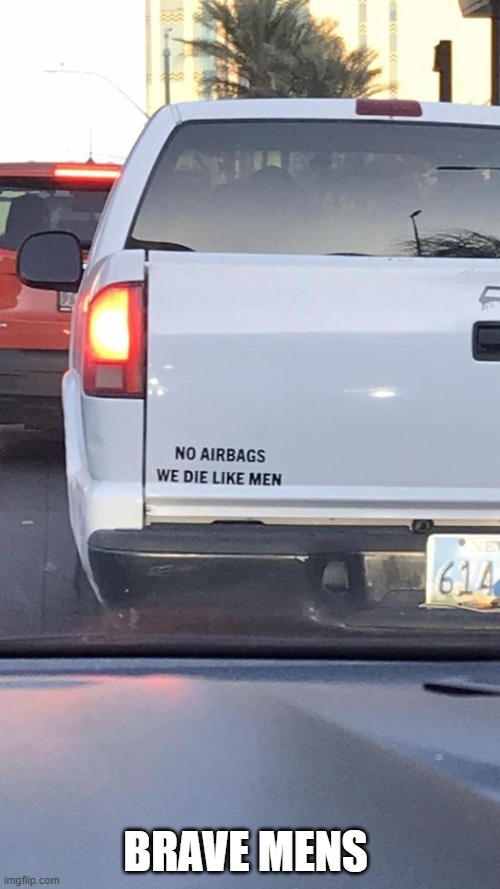 NO AIRBAGS
WE DIE LIKE MEN
614
BRAVE MENS
imgflip.com